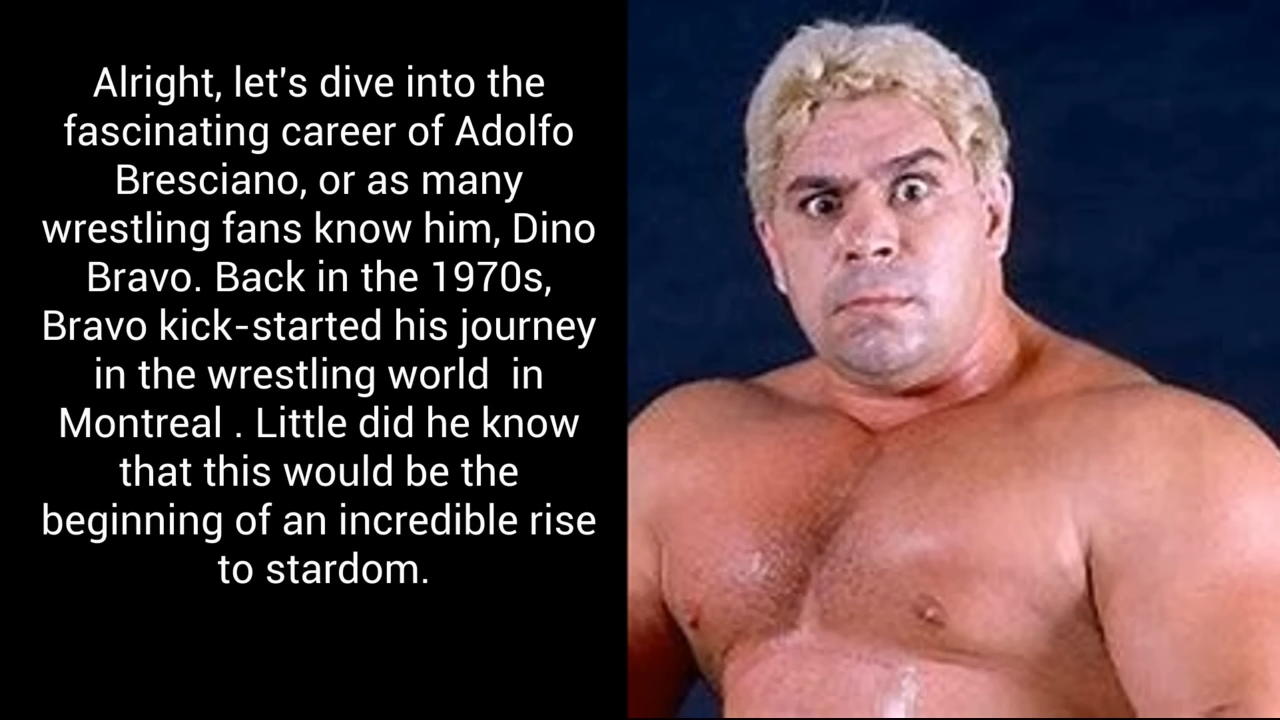 Alright, let's dive into the
fascinating career of Adolfo
Bresciano, or as many
wrestling fans know him, Dino
Bravo. Back in the 1970s,
Bravo kick-started his journey
in the wrestling world  in
Montreal . Little did he know
that this would be the
beginning of an incredible rise
to stardom.